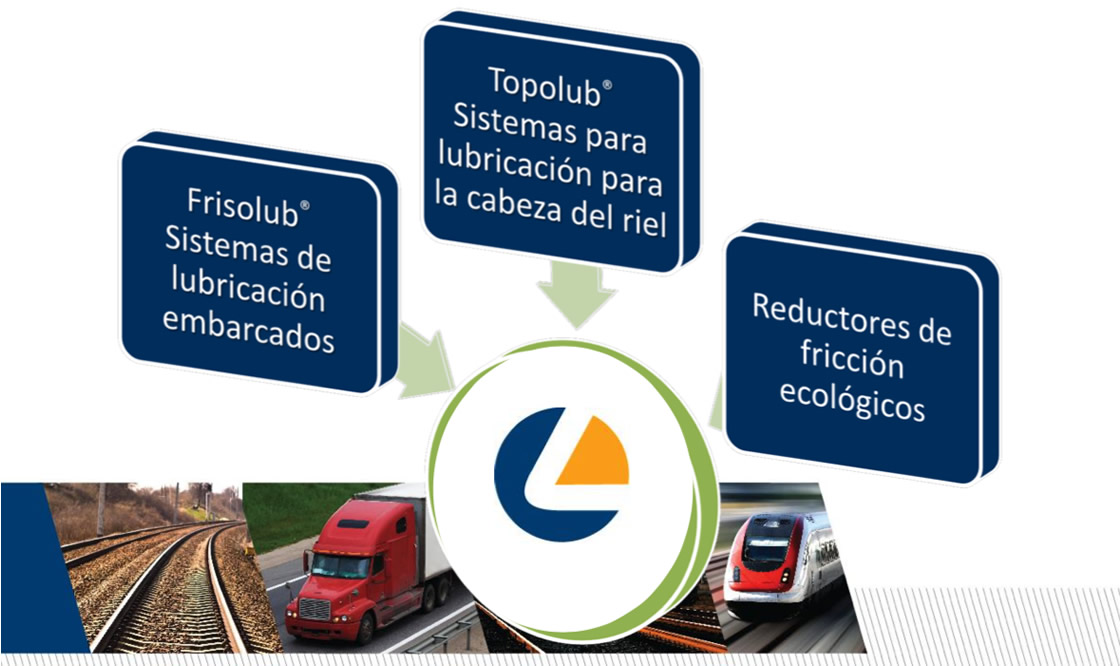 Frisolub®
Sistemas de
lubricación
embarcados
Topolub®
Sistemas para
lubricación para
la cabeza del riel
Reductores de
fricción
ecológicos